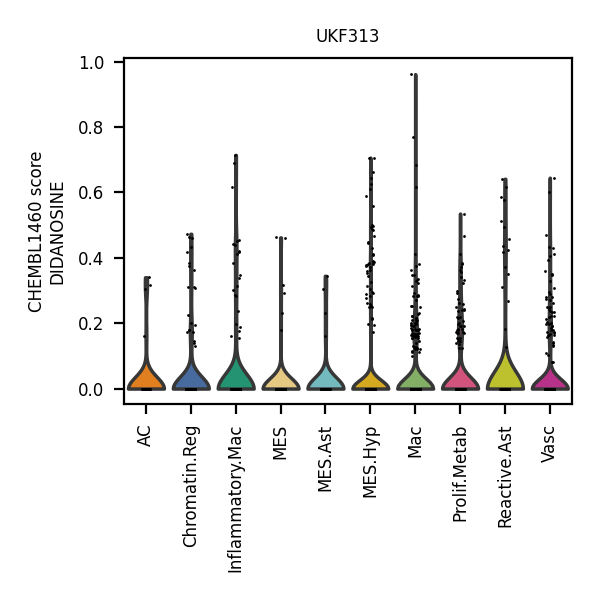 UKF313
CHEMBL1460 score
DIDANOSINE
1.0
0.8
0.6
0.4
0.2
0.0
AC
Chromatin.Reg
Inflammatory.Mac
MES
MES.Ast
MES.Hyp
Mac
Prolif.Metab
Reactive.Ast
Vasc